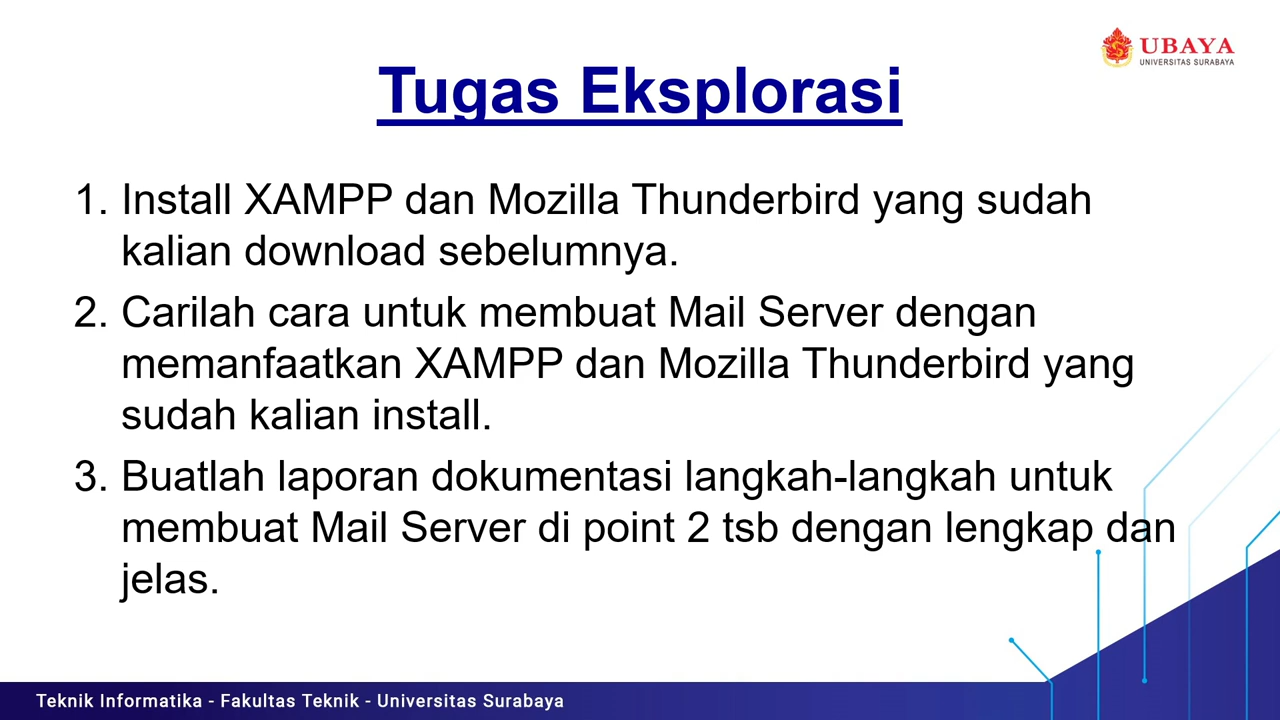 UBAYA
UNIVERSITAS SURABAYA
Tugas Eksplorasi
1. Install XAMPP dan Mozilla Thunderbird yang sudah
kalian download sebelumnya.
2. Carilah cara untuk membuat Mail Server dengan
memanfaatkan XAMPP dan Mozilla Thunderbird yang
sudah kalian install.
3. Buatlah laporan dokumentasi langkah-langkah untuk
membuat Mail Server di point 2 tsb dengan lengkap dan
jelas.
Teknik Informatika - Fakultas Teknik - Universitas Surabaya